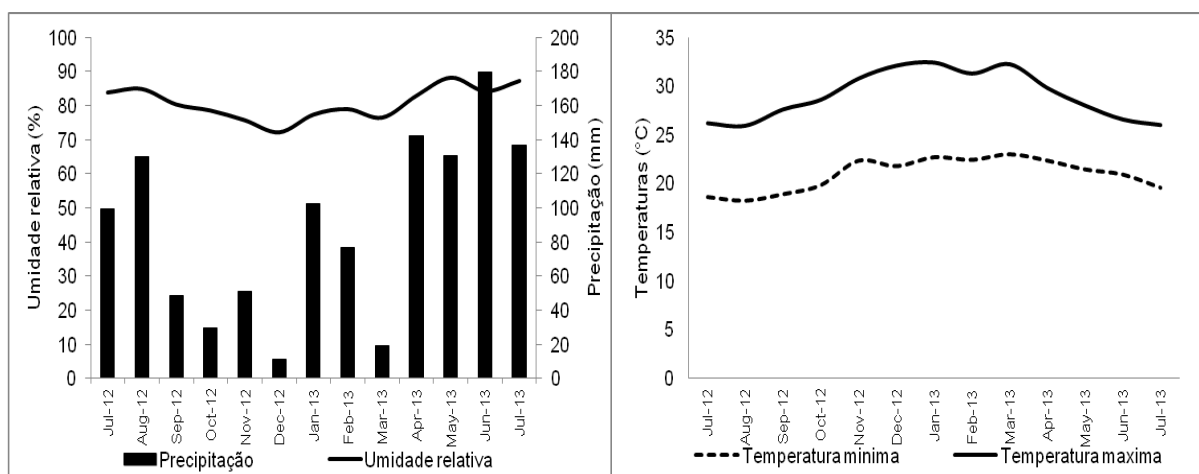 Umidade relativa (%)
100
90
80
70
60
50
40
30
20
10
0
200
180
160
140
120
100
80
60
40
20
0
Precipitação (mm)
Jul-12
Aug-12
Sep-12
Oct-12
Nov-12
Dec-12
Jan-13
Feb-13
Mar-13
Apr-13
May-13
Jun-13
Jul-13
Precipitação
Umidade relativa
Temperaturas (°C)
35
30
25
20
15
10
5
0
Jul-12
Aug-12
Sep-12
Oct-12
Nov-12
Dec-12
Jan-13
Feb-13
Mar-13
Apr-13
May-13
Jun-13
Jul-13
Temperatura minima
Temperatura maxima